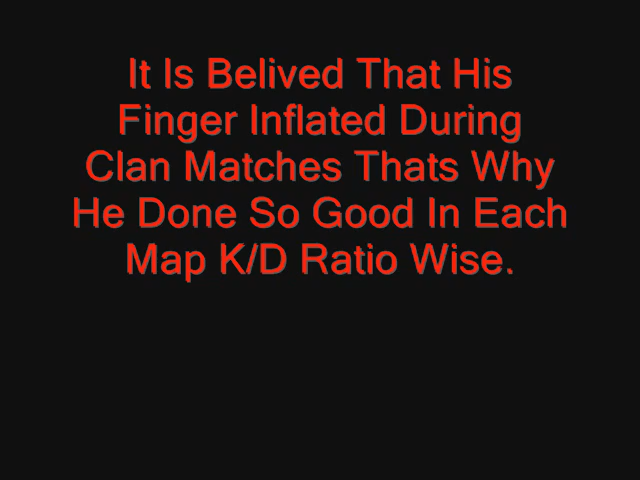 It Is Belived That His
Finger Inflated During
Clan Matches Thats Why
He Done So Good In Each
Map K/D Ratio Wise.